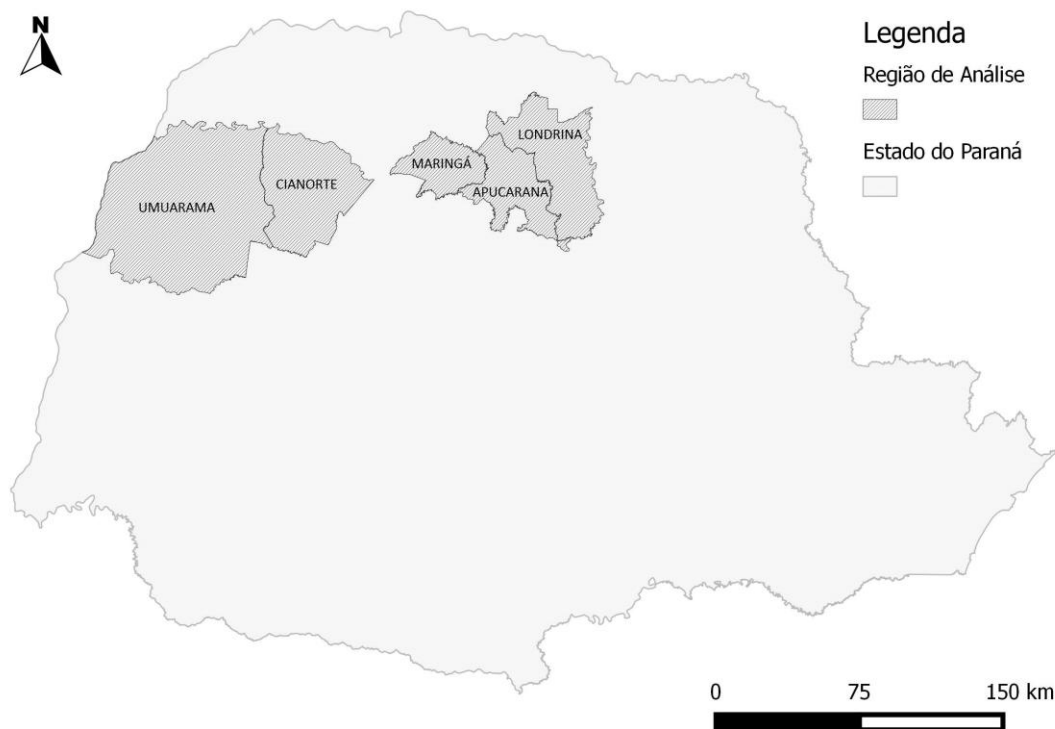 N
Legenda
Região de Análise
Estado do Paraná
LONDRINA
MARINGÁ
CIANORTE
APUCARANA
UMUARAMA
0 75 150 km